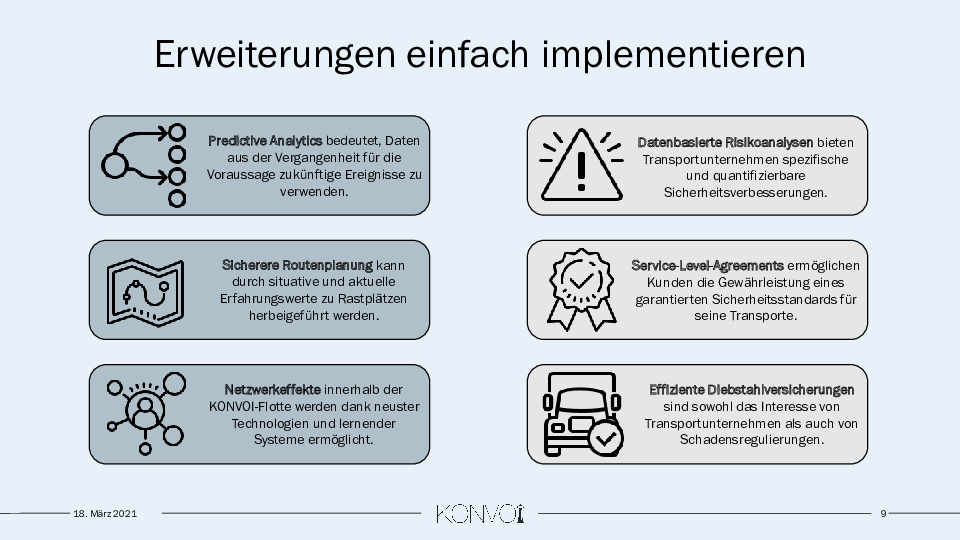 Erweiterungen einfach implementieren
Predictive Analytics bedeutet, Daten
aus der Vergangenheit für die
Voraussage zukünftige Ereignisse zu
verwenden.
Sicherere Routenplanung kann
durch situative und aktuelle
Erfahrungswerte zu Rastplätzen
herbeigeführt werden.
Netzwerkeffekte innerhalb der
KONVOI-Flotte werden dank neuster
Technologien und lernender
Systeme ermöglicht.
Datenbasierte Risikoanalysen bieten
Transportunternehmen spezifische
und quantifizierbare
Sicherheitsverbesserungen.
Service-Level-Agreements ermöglichen
Kunden die Gewährleistung eines
garantierten Sicherheitsstandards für
seine Transporte.
Effiziente Diebstahlversicherungen
sind sowohl das Interesse von
Transportunternehmen als auch von
Schadensregulierungen.
18. März 2021
KONVOI
9